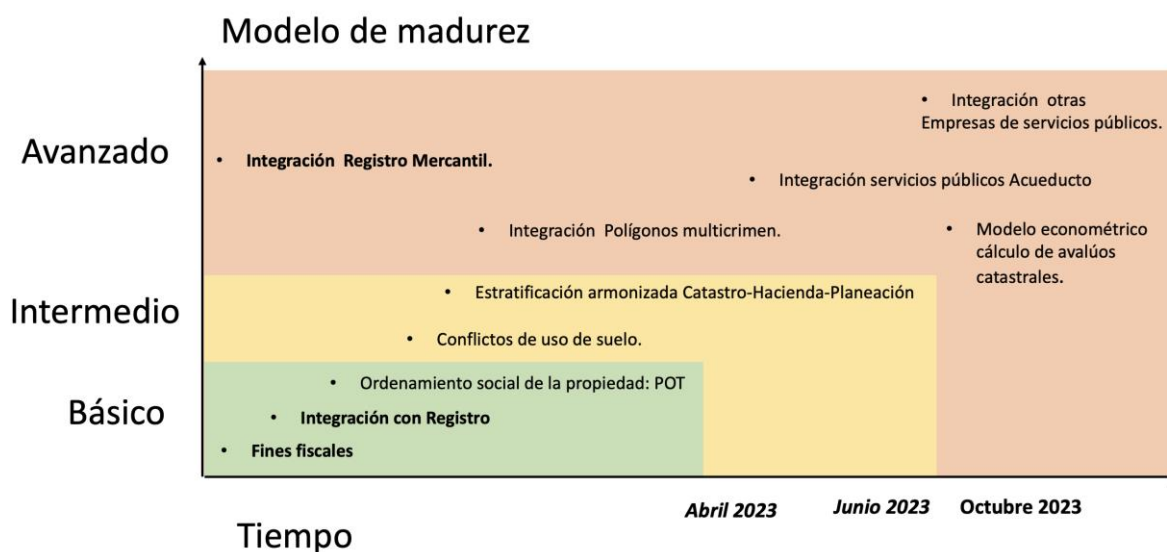 Modelo de madurez
Avanzado
• Integración otras
Empresas de servicios públicos.
• Integración Registro Mercantil.
• Integración servicios públicos Acueducto
• Integración Polígonos multicrimen.
• Modelo econométrico
cálculo de avalúos
catastrales.
Intermedio
• Estratificación armonizada Catastro-Hacienda-Planeación
• Conflictos de uso de suelo.
Básico
• Ordenamiento social de la propiedad: POT
• Integración con Registro
• Fines fiscales
Abril 2023
Junio 2023
Octubre 2023
Tiempo